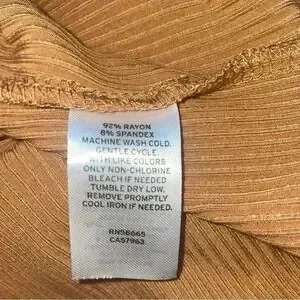 92% RAYON
8% SPANDEX
MACHINE WASH COLD.
GENTLE CYCLE.
WITH LIKE COLORS
ONLY NON-CHLORINE
BLEACH IF NEEDED
TUMBLE DRY LOW.
REMOVE PROMPTLY
COOL IRON IF NEEDED.
RN58665
CA57963